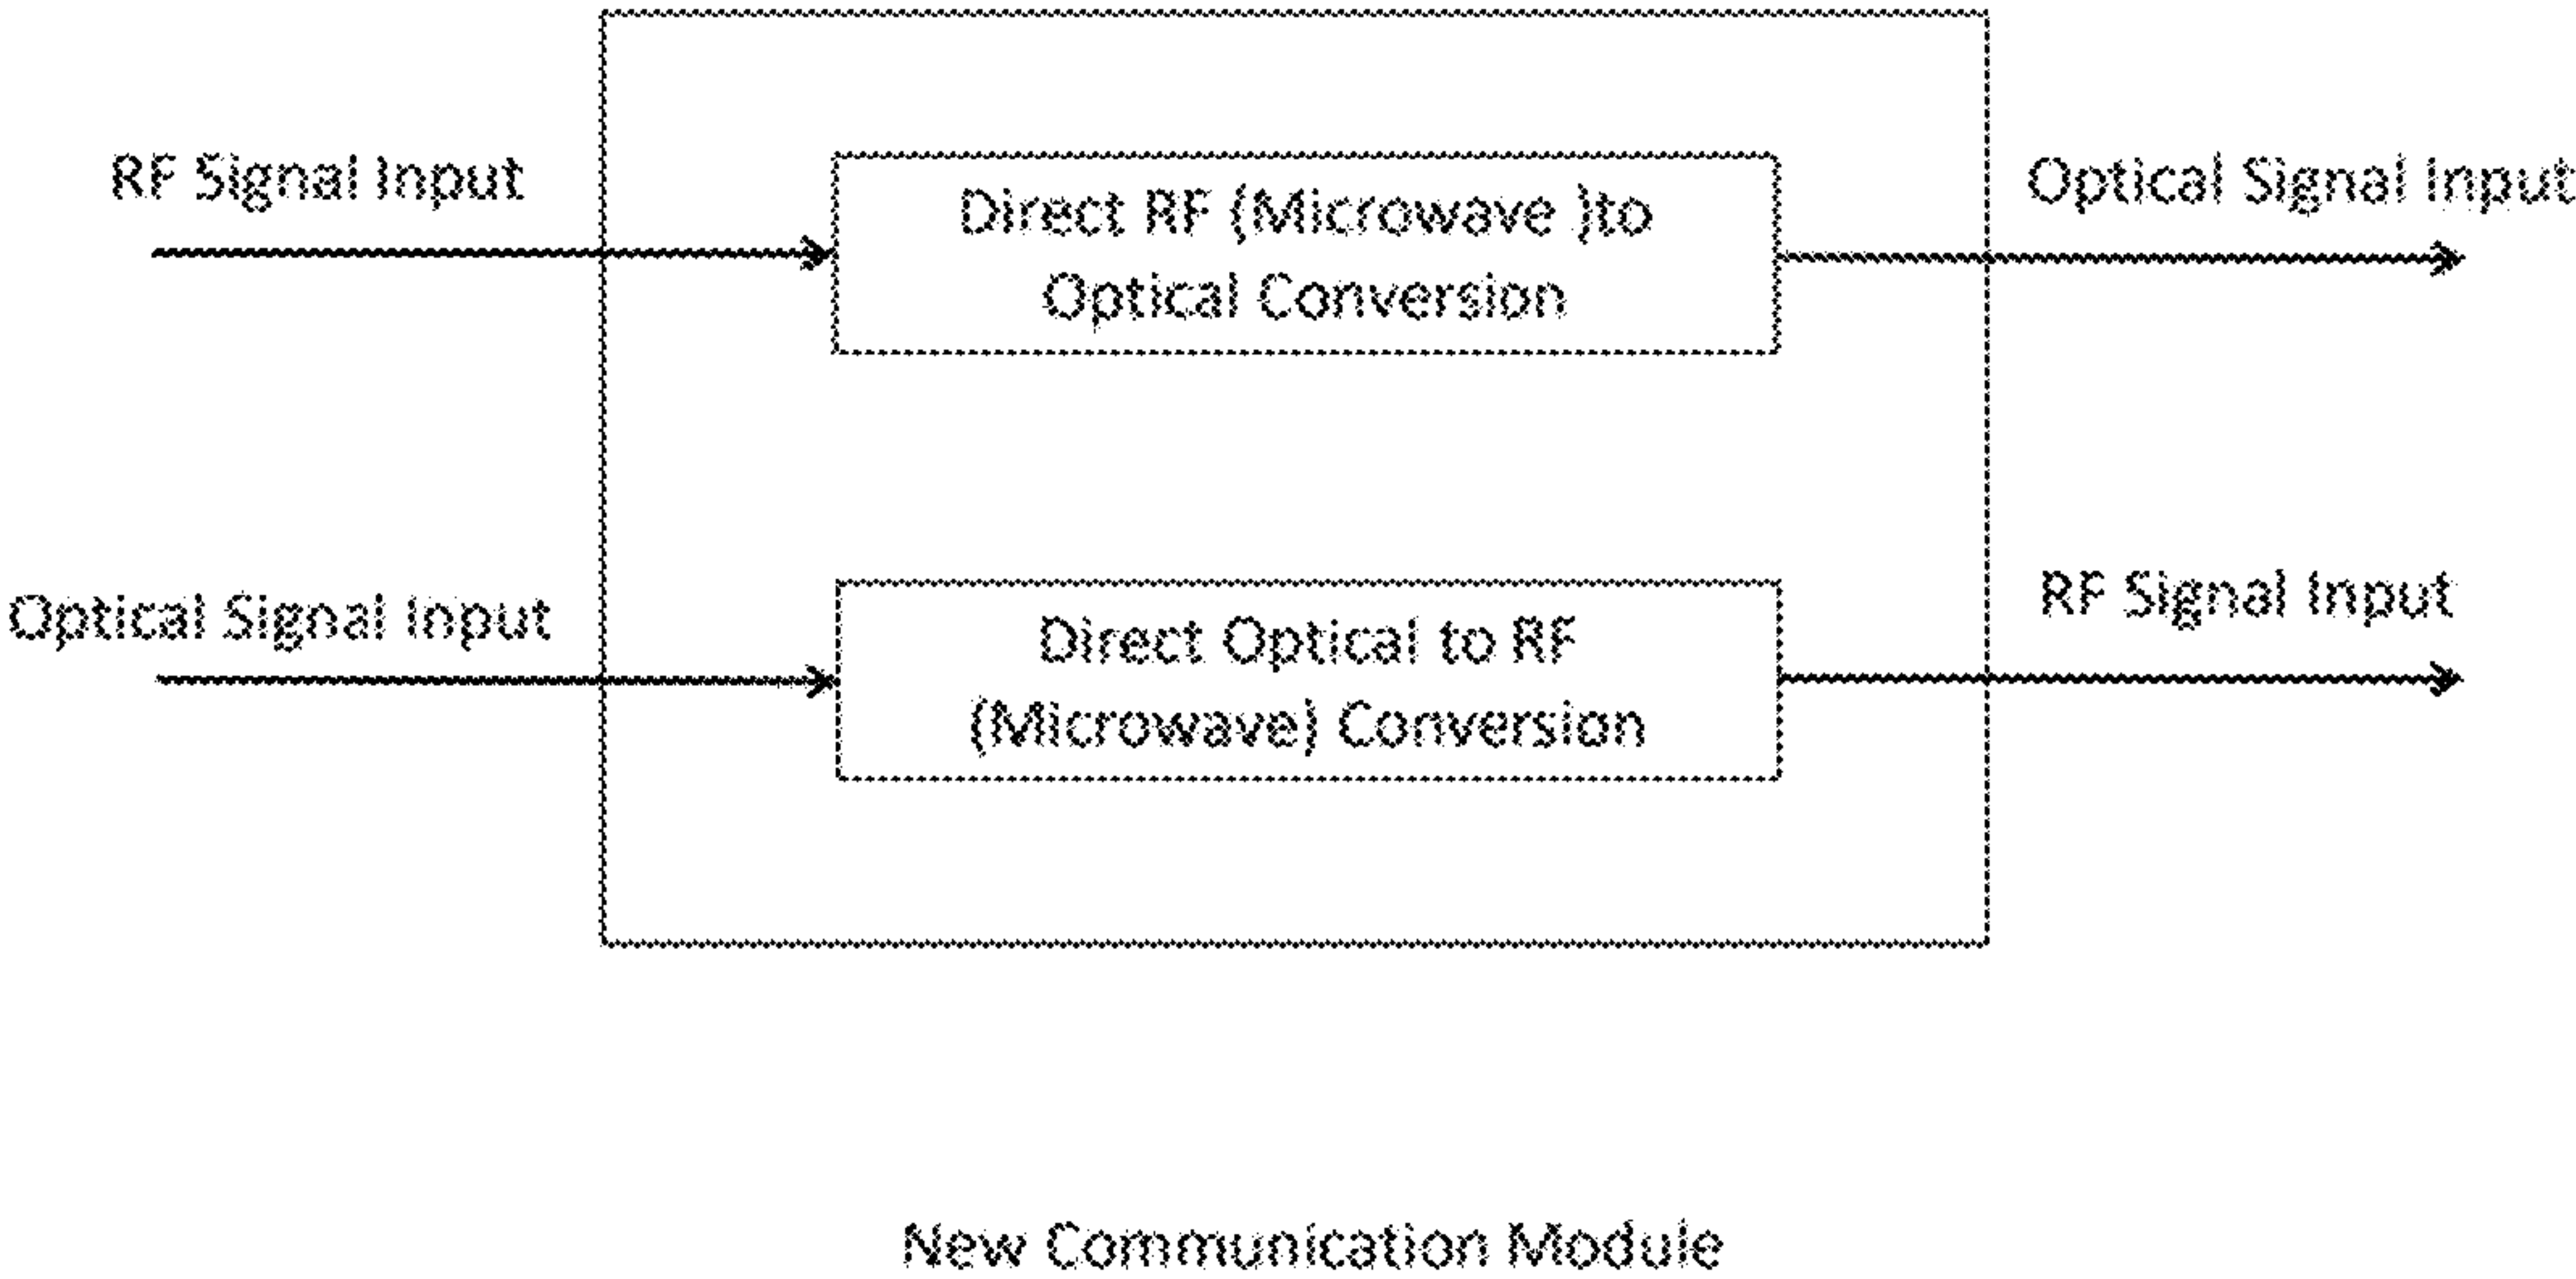 RF Signal Input
Direct RF (Microwave )to
Optical Conversion
Optical Signal Input
Optical Signal Input
Direct Optical to RF
(Microwave) Conversion
RF Signal Input
New Communication Module